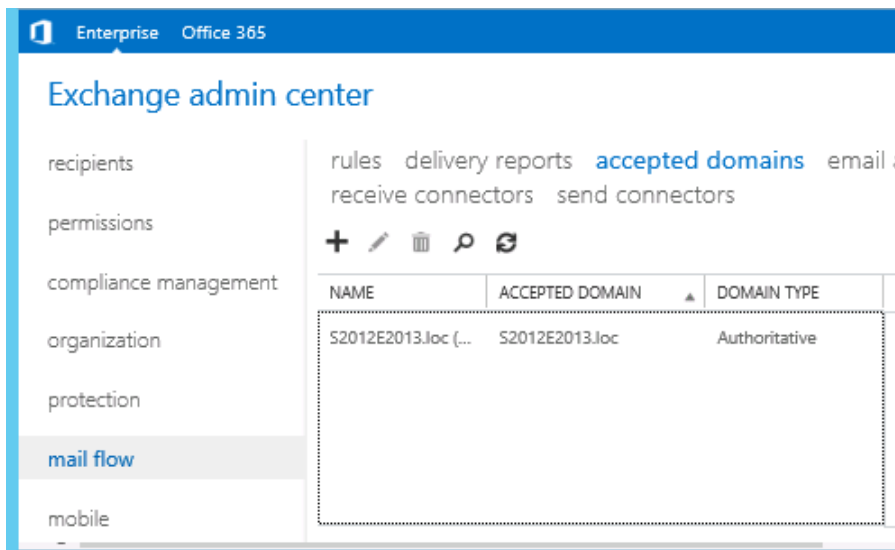 Enterprise Office 365
Exchange admin center
recipients
permissions
compliance management
organization
protection
mail flow
mobile
rules delivery reports accepted domains email
receive connectors send connectors
NAME ACCEPTED DOMAIN DOMAIN TYPE
S2012E2013.loc (... S2012E2013.loc Authoritative